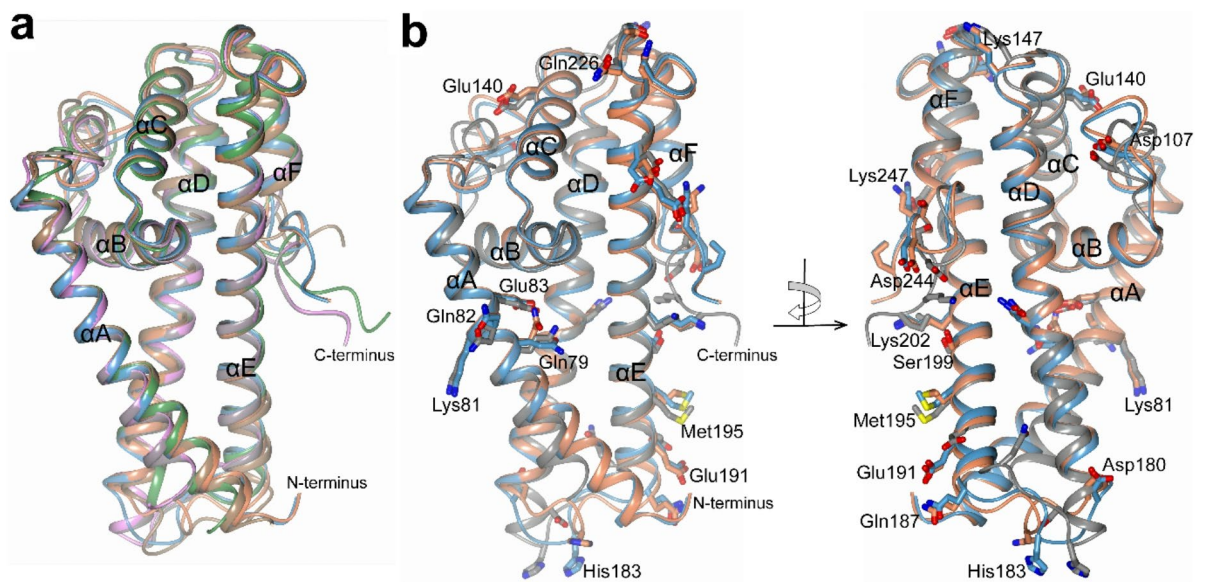 a
αC
αD
αF
αB
αA
αE
C-terminus
N-terminus
b
Gln226
Glu140
αC
αF
αD
αB
αA
Glu83
Gln82
Gln79
C-terminus
αE
Lys81
Met195
Glu191
N-terminus
His183
Lys147
Glu140
αF
Asp107
αC
Lys247
αD
αB
Asp244
αE
αA
Lys202
Ser199
Lys81
Met195
Glu191
Asp180
Gln187
His183